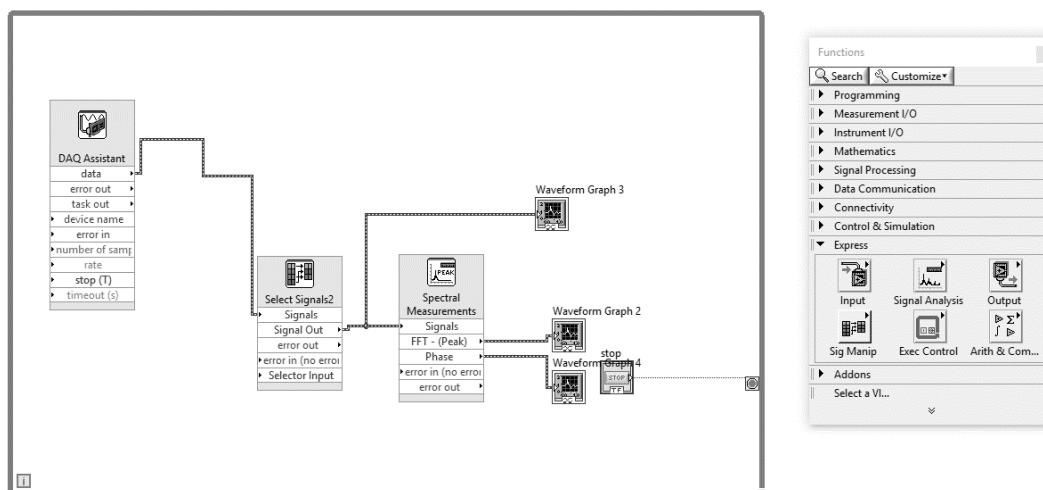 DAQ Assistant
data
error out
task out
device name
error in
number of samp
rate
stop (T)
timeout (s)
Select Signals2
Signals
Signal Out
error out
error in (no erroi
Selector Input
PEAK
Spectral
Measurements
Signals
FFT - (Peak)
Phase
error in (no erroi
error out
Waveform Graph 3
Waveform Graph 2
Waveform Graph 4
stop
STOP
TF
i
Functions
Search Customize
Programming
Measurement I/O
Instrument I/O
Mathematics
Signal Processing
Data Communication
Connectivity
Control & Simulation
Express
Input Signal Analysis Output
Sig Manip Exec Control Arith & Com...
Addons
Select a VI...